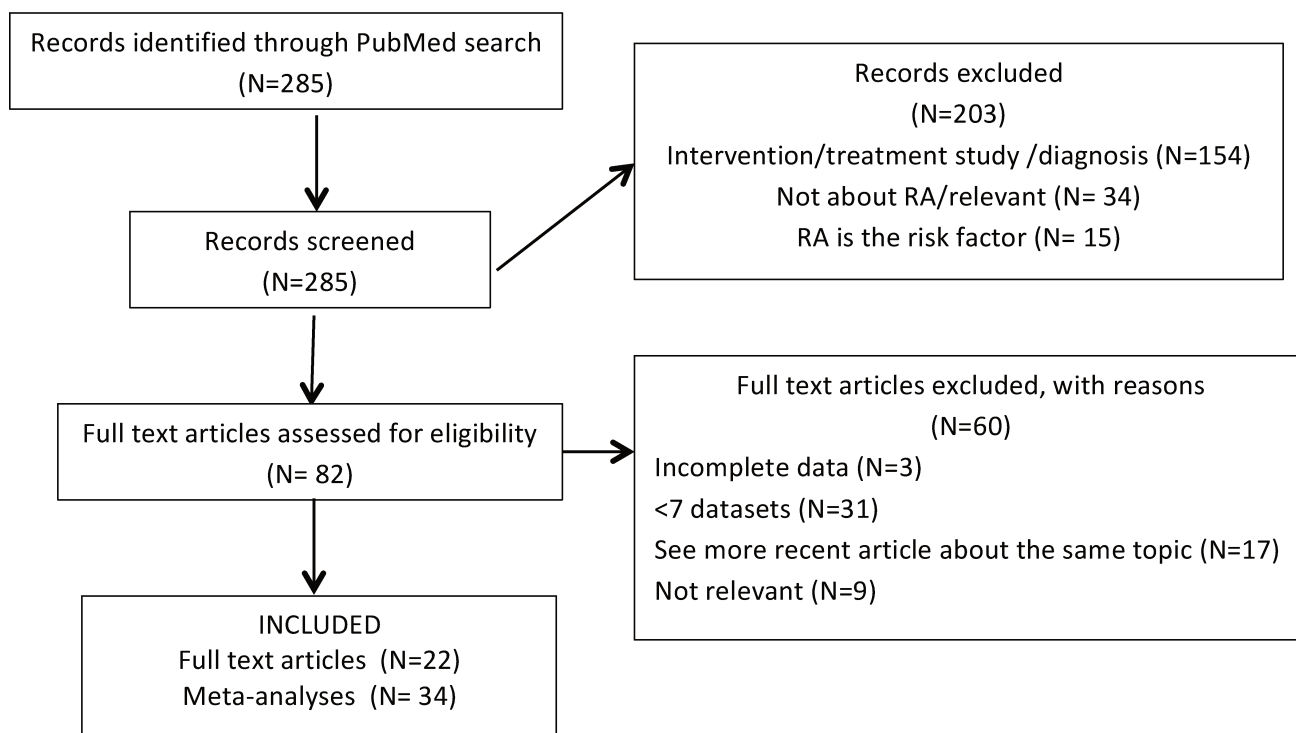 Records identified through PubMed search
(N=285)
Records excluded
(N=203)
Intervention/treatment study /diagnosis (N=154)
Not about RA/relevant (N= 34)
RA is the risk factor (N= 15)
Records screened
(N=285)
Full text articles assessed for eligibility
(N= 82)
Full text articles excluded, with reasons
(N=60)
Incomplete data (N=3)
<7 datasets (N=31)
See more recent article about the same topic (N=17)
Not relevant (N=9)
INCLUDED
Full text articles (N=22)
Meta-analyses (N= 34)